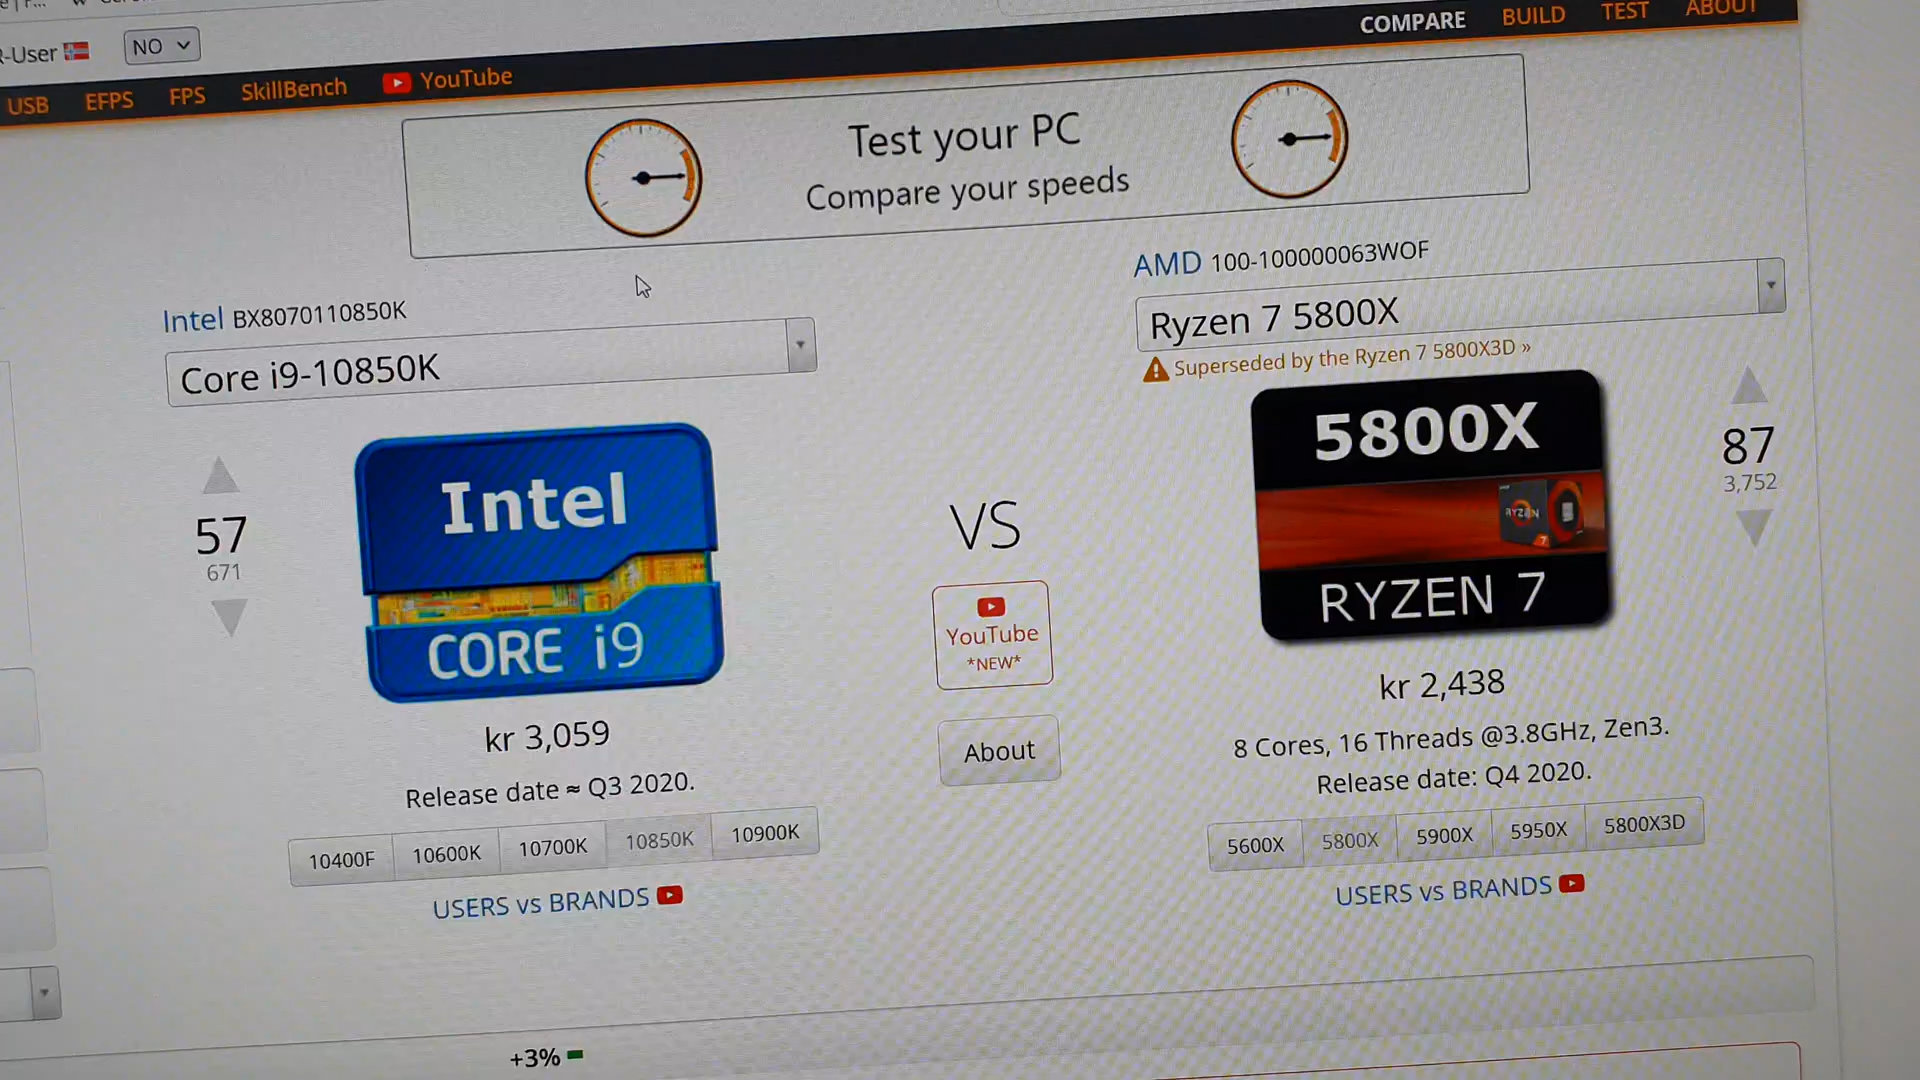 COMPARE BUILD TEST ABOUT
-User NO
USB EFPS FPS SkillBench YouTube
Test your PC
Compare your speeds
Intel BX8070110850K
Core i9-10850K
57
671
Intel
CORE i9
kr 3,059
Release date ≈ Q3 2020.
10400F 10600K 10700K 10850K 10900K
USERS vs BRANDS
VS
YouTube
*NEW*
About
AMD 100-100000063WOF
Ryzen 7 5800X
Superseded by the Ryzen 7 5800X3D »
5800X
RYZEN
7
RYZEN 7
87
3,752
kr 2,438
8 Cores, 16 Threads @3.8GHz, Zen3.
Release date: Q4 2020.
5600X 5800X 5900X 5950X 5800X3D
USERS vs BRANDS
+3%